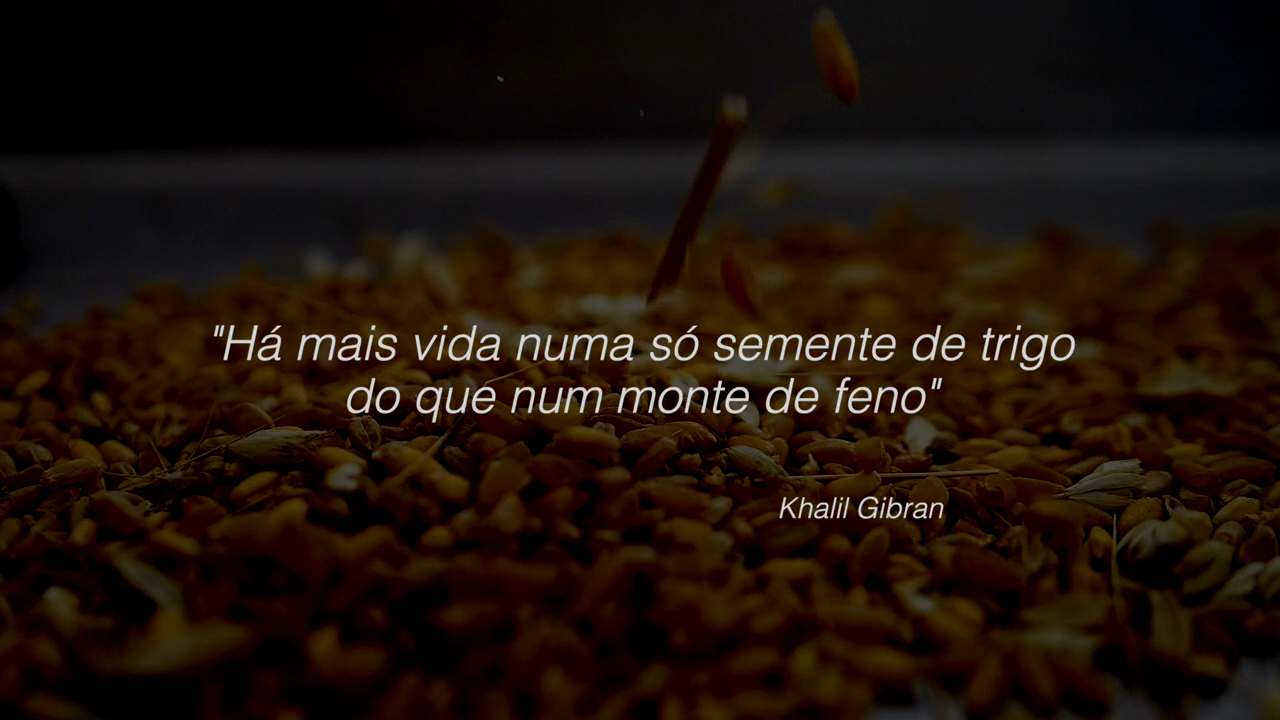 "Há mais vida numa só semente de trigo
do que num monte de feno"
Khalil Gibran